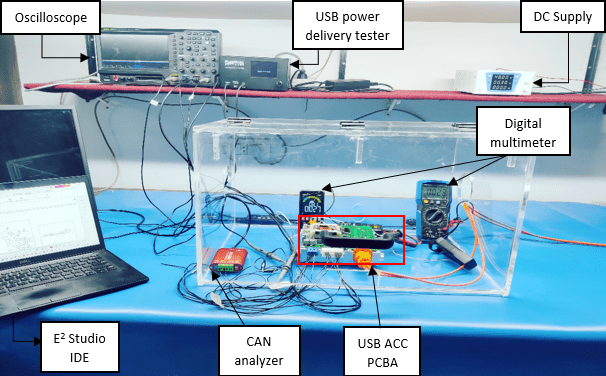 Oscilloscope
USB power
delivery tester
DC Supply
Digital
multimeter
E² Studio
IDE
CAN
analyzer
USB ACC
PCBA